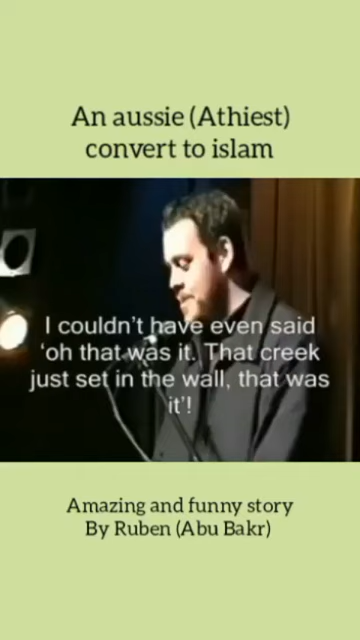 An aussie (Athiest)
convert to islam
I couldn't have even said
'oh that was it. That creek
just set in the wall, that was
it'!
Amazing and funny story
By Ruben (Abu Bakr)